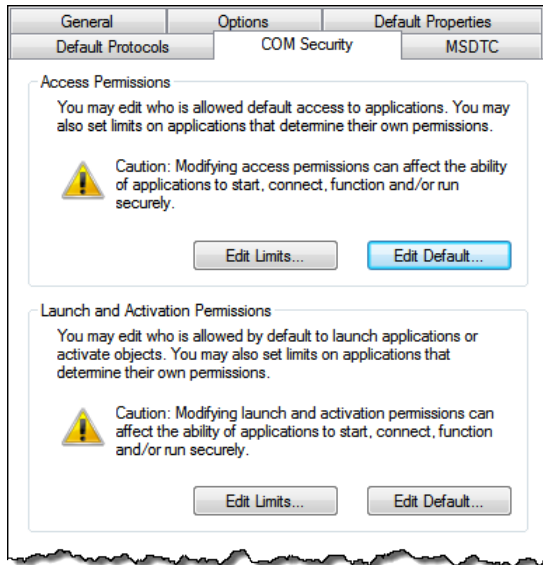 General Options Default Properties
Default Protocols COM Security MSDTC
Access Permissions
You may edit who is allowed default access to applications. You may
also set limits on applications that determine their own permissions.
Caution: Modifying access permissions can affect the ability
of applications to start, connect, function and/or run
securely.
Edit Limits... Edit Default...
Launch and Activation Permissions
You may edit who is allowed by default to launch applications or
activate objects. You may also set limits on applications that
determine their own permissions.
Caution: Modifying launch and activation permissions can
affect the ability of applications to start, connect, function
and/or run securely.
Edit Limits... Edit Default...